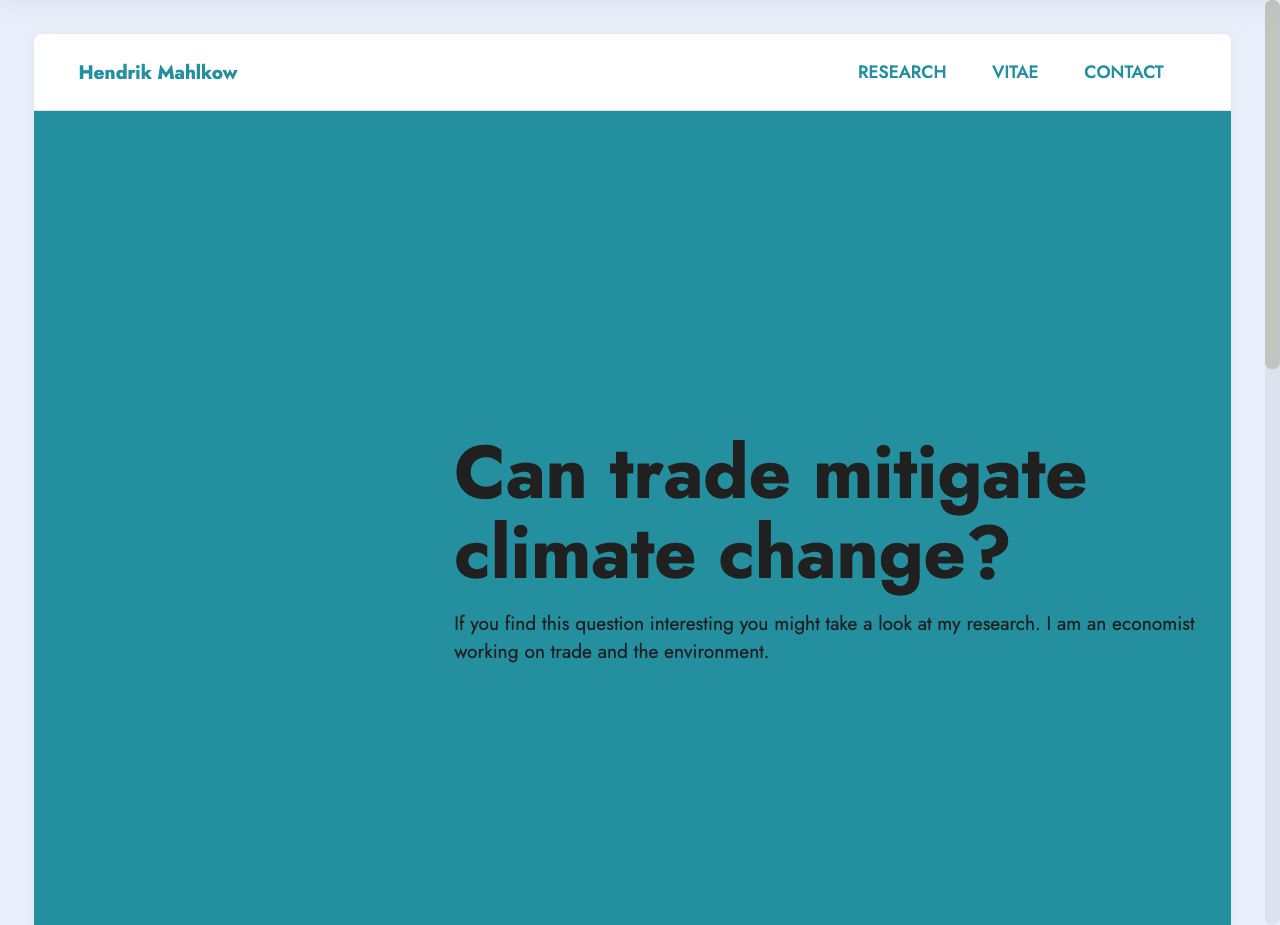 Hendrik Mahlkow
RESEARCH VITAE CONTACT
Can trade mitigate
climate change?
If you find this question interesting you might take a look at my research. I am an economist
working on trade and the environment.